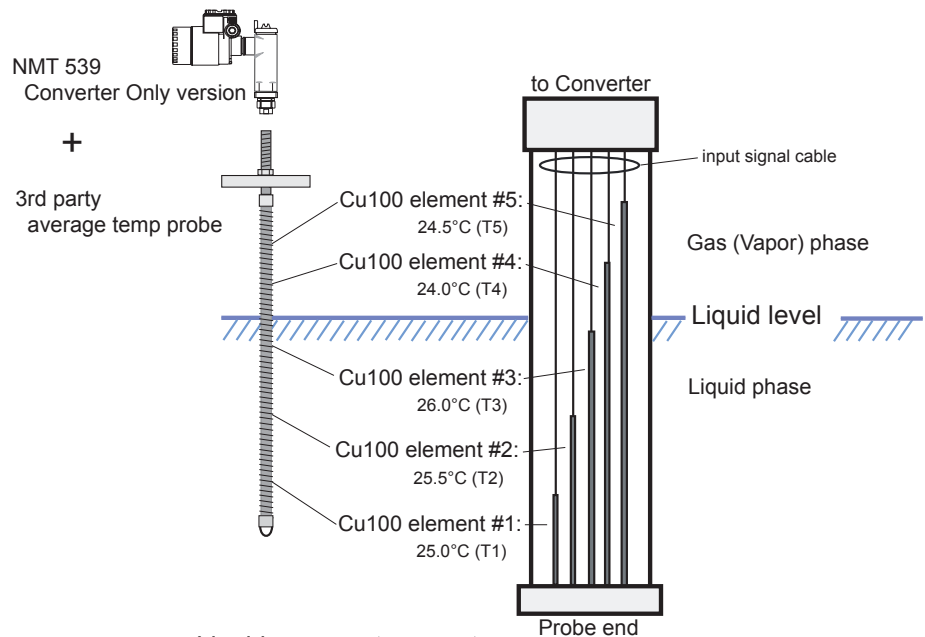 NMT 539
Converter Only version
+
3rd party
average temp probe
to Converter
input signal cable
Cu100 element #5:
24.5°C (T5)
Gas (Vapor) phase
Cu100 element #4:
24.0°C (T4)
Liquid level
Cu100 element #3:
26.0°C (T3)
Liquid phase
Cu100 element #2:
25.5°C (T2)
Cu100 element #1:
25.0°C (T1)
Probe end